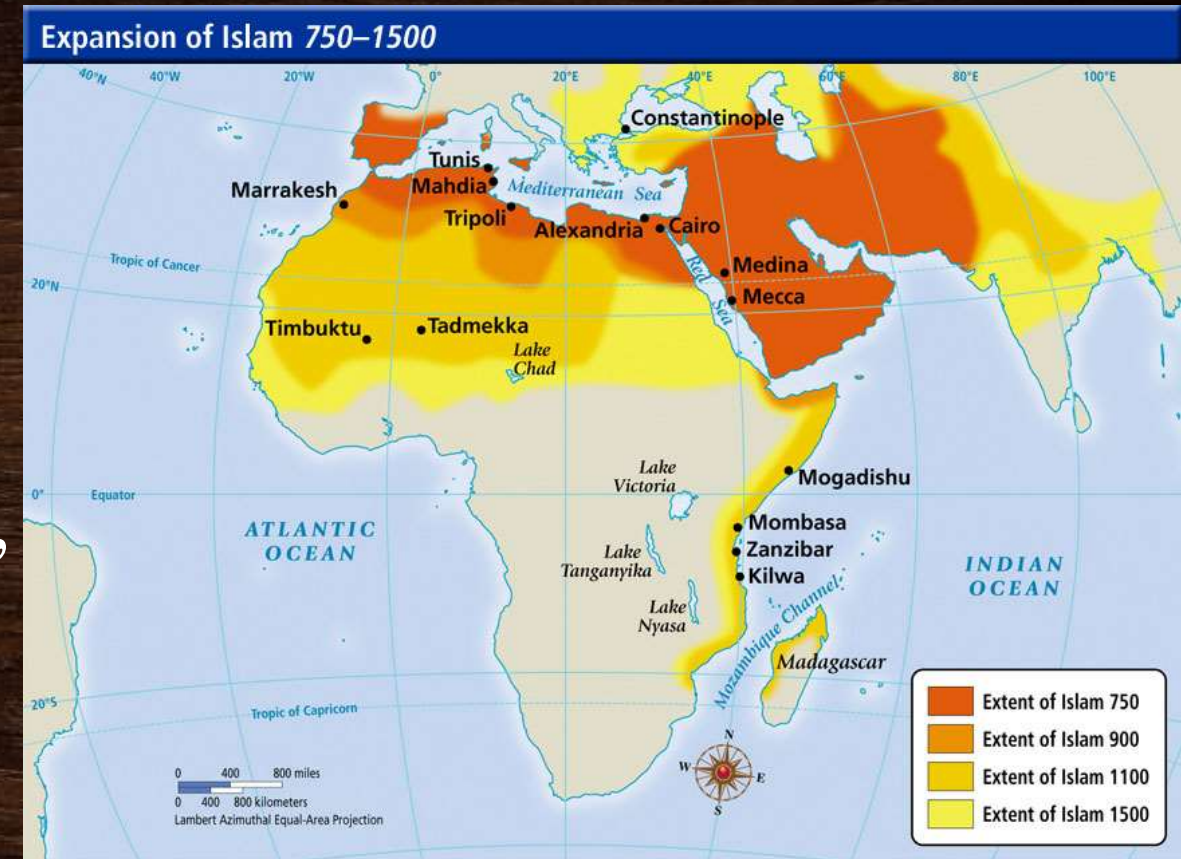 Expansion of Islam 750–1500
40°N
40°W
20°W
0°
20°E
40°E
60°E
80°E
100°E
Constantinople
Tunis
Marrakesh
Mahdia
Mediterranean Sea
Tripoli
Alexandria
Cairo
Tropic of Cancer
Red Sea
Medina
20°N
Mecca
Timbuktu
Tadmekka
Lake
Chad
Lake
Victoria
Mogadishu
0°
Equator
ATLANTIC
OCEAN
Mombasa
Lake
Tanganyika
Zanzibar
INDIAN
OCEAN
Kilwa
Lake
Nyasa
Mozambique Channel
Madagascar
20°S
Tropic of Capricorn
N
W
E
S
0 400 800 miles
0 400 800 kilometers
Lambert Azimuthal Equal-Area Projection
Extent of Islam 750
Extent of Islam 900
Extent of Islam 1100
Extent of Islam 1500